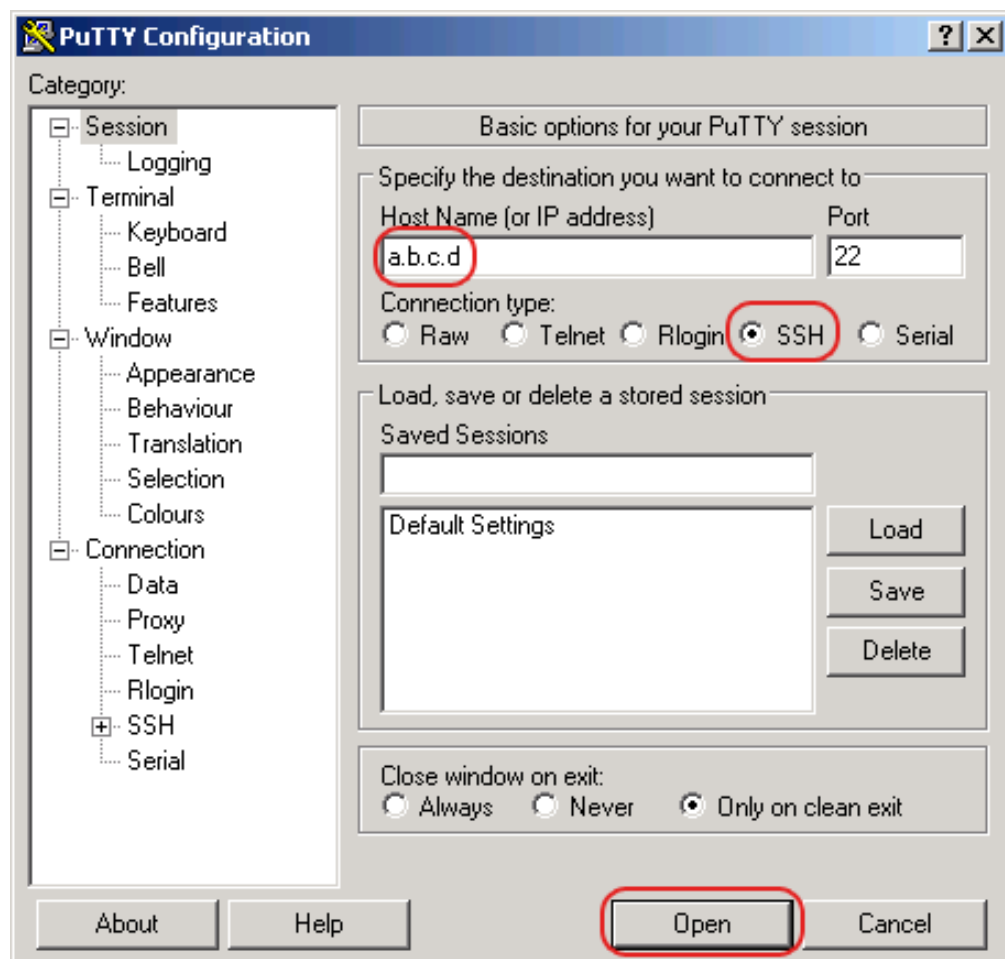 PuTTY Configuration
Category:
Session
Logging
Terminal
Keyboard
Bell
Features
Window
Appearance
Behaviour
Translation
Selection
Colours
Connection
Data
Proxy
Telnet
Rlogin
SSH
Serial
Basic options for your PuTTY session
Specify the destination you want to connect to
Host Name (or IP address) Port
a.b.c.d 22
Connection type:
Raw Telnet Rlogin SSH Serial
Load, save or delete a stored session
Saved Sessions
Default Settings
Load
Save
Delete
Close window on exit:
Always Never Only on clean exit
About Help Open Cancel